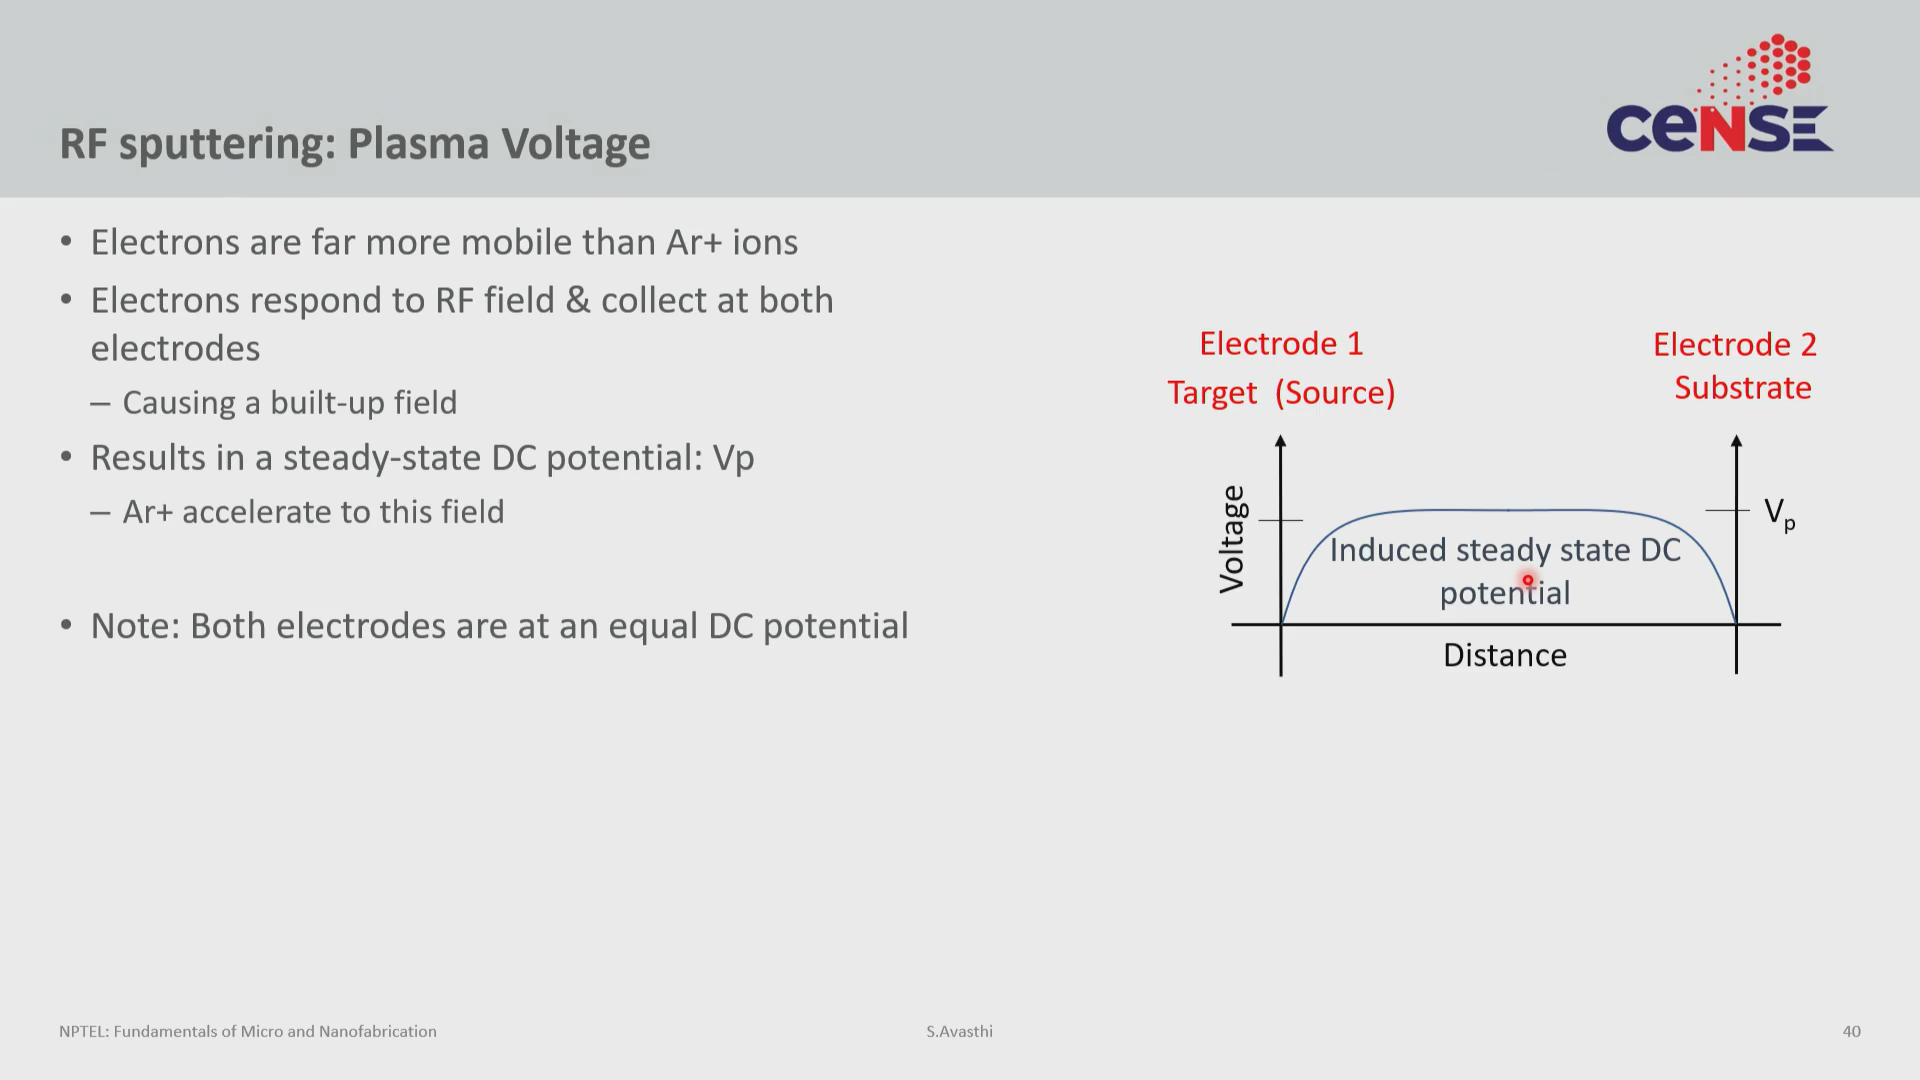 CeNSE
RF sputtering: Plasma Voltage
• Electrons are far more mobile than Ar+ ions
• Electrons respond to RF field & collect at both
electrodes
– Causing a built-up field
• Results in a steady-state DC potential: Vp
– Ar+ accelerate to this field
• Note: Both electrodes are at an equal DC potential
Electrode 1
Target (Source)
Electrode 2
Substrate
Voltage
Vp
Induced steady state DC
potential
Distance
NPTEL: Fundamentals of Micro and Nanofabrication
S.Avasthi
40